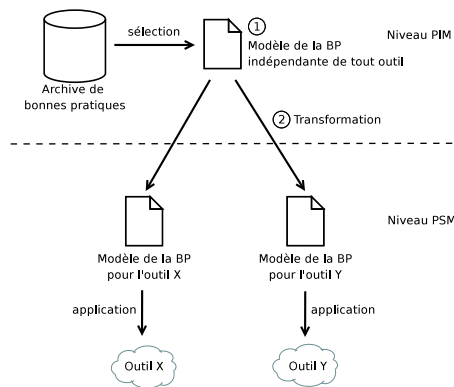 sélection
1
Modèle de la BP
indépendante de tout outil
Niveau PIM
Archive de
bonnes pratiques
2 Transformation
Niveau PSM
Modèle de la BP
pour l'outil X
Modèle de la BP
pour l'outil Y
application
application
Outil X
Outil Y